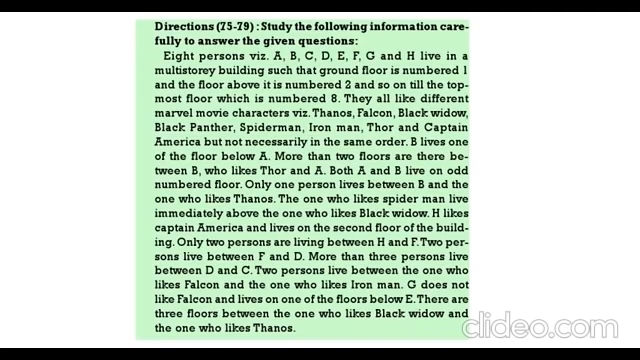 Directions (75-79) : Study the following information care-
fully to answer the given questions:
Eight persons viz. A, B, C, D, E, F, G and H live in a
multistorey building such that ground floor is numbered 1
and the floor above it is numbered 2 and so on till the top-
most floor which is numbered 8. They all like different
marvel movie characters viz. Thanos, Falcon, Black widow,
Black Panther, Spiderman, Iron man, Thor and Captain
America but not necessarily in the same order. B lives one
of the floor below A. More than two floors are there be-
tween B, who likes Thor and A. Both A and B live on odd
numbered floor. Only one person lives between B and the
one who likes Thanos. The one who likes spider man live
immediately above the one who likes Black widow. H likes
captain America and lives on the second floor of the build-
ing. Only two persons are living between H and F. Two per-
sons live between F and D. More than three persons live
between D and C. Two persons live between the one who
likes Falcon and the one who likes Iron man. G does not
like Falcon and lives on one of the floors below E. There are
three floors between the one who likes Black widow and
the one who likes Thanos.
clideo.com